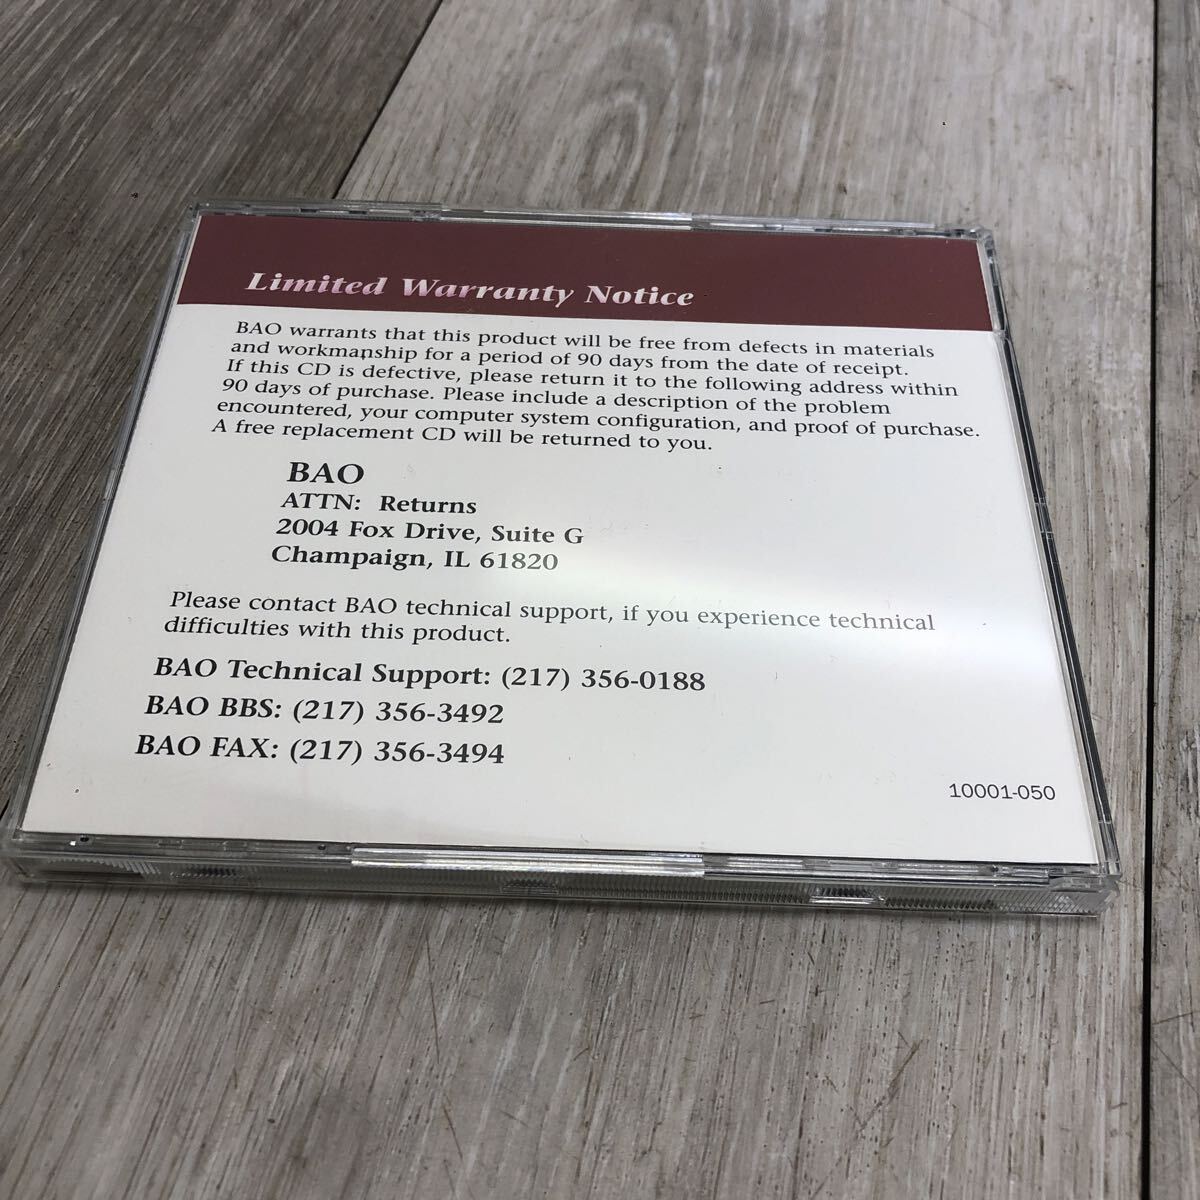 Limited Warranty Notice
BAO warrants that this product will be free from defects in materials
and workmanship for a period of 90 days from the date of receipt.
If this CD is defective, please return it to the following address within
90 days of purchase. Please include a description of the problem
encountered, your computer system configuration, and proof of purchase.
A free replacement CD will be returned to you.
BAO
ATTN: Returns
2004 Fox Drive, Suite G
Champaign, IL 61820
Please contact BAO technical support, if you experience technical
difficulties with this product.
BAO Technical Support: (217) 356-0188
BAO BBS: (217) 356-3492
BAO FAX: (217) 356-3494
10001-050